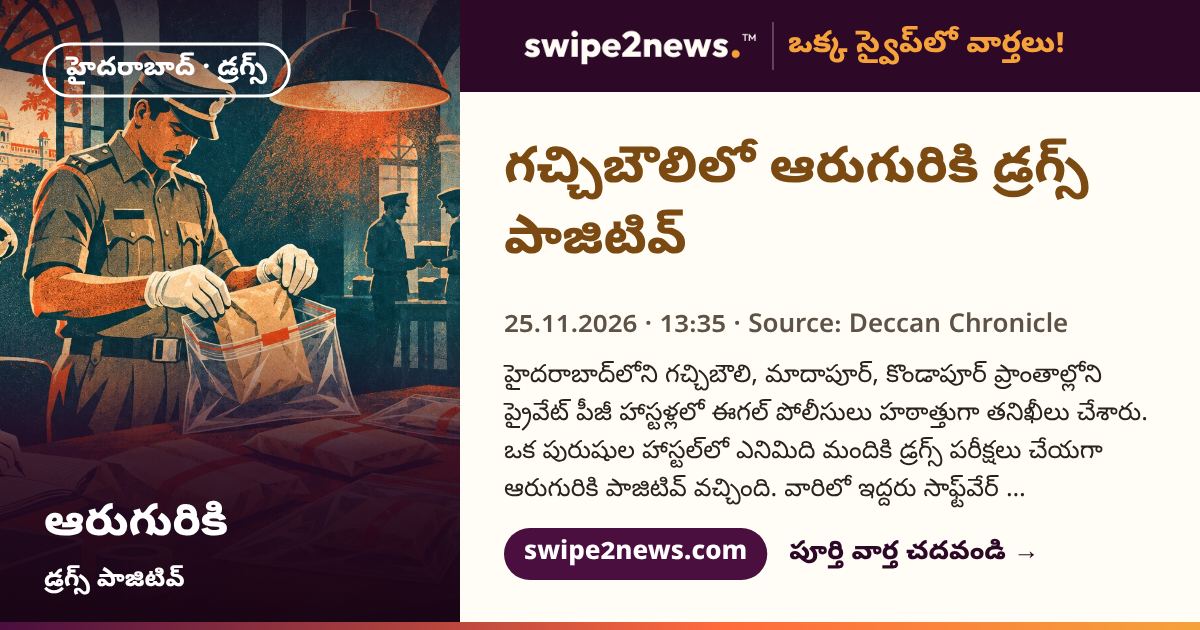 హైదరాబాద్ · డ్రగ్స్
ఆరుగురికి
డ్రగ్స్ పాజిటివ్
swipe2news.™
ఒక్క స్వైప్‌లో వార్తలు!
గచ్చిబౌలిలో ఆరుగురికి డ్రగ్స్
పాజిటివ్
25.11.2026 · 13:35 · Source: Deccan Chronicle
హైదరాబాద్‌లోని గచ్చిబౌలి, మాదాపూర్, కొండాపూర్ ప్రాంతాల్లోని
ప్రైవేట్ పీజీ హాస్టళ్లలో ఈగల్ పోలీసులు హఠాత్తుగా తనిఖీలు చేశారు.
ఒక పురుషుల హాస్టల్‌లో ఎనిమిది మందికి డ్రగ్స్ పరీక్షలు చేయగా
ఆరుగురికి పాజిటివ్ వచ్చింది. వారిలో ఇద్దరు సాఫ్ట్‌వేర్ ...
swipe2news.com
పూర్తి వార్త చదవండి →